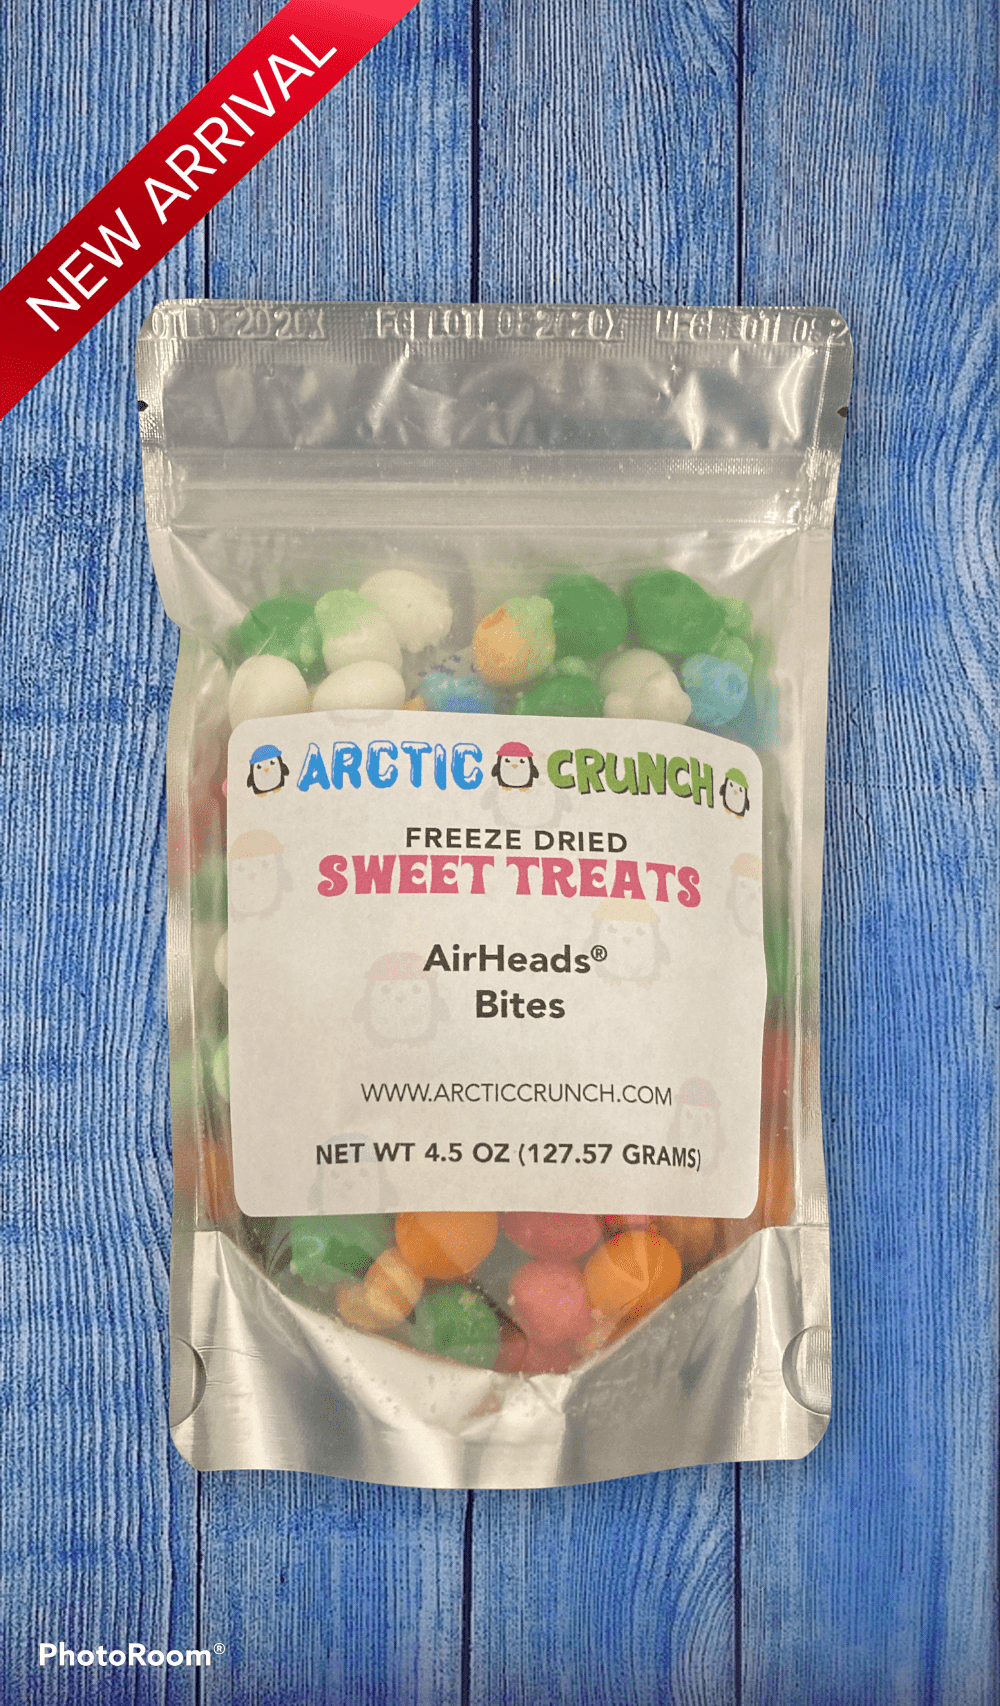 NEW ARRIVAL
ARCTIC CRUNCH
FREEZE DRIED
SWEET TREATS
AirHeads®
Bites
WWW.ARCTICCRUNCH.COM
NET WT 4.5 OZ (127.57 GRAMS)
PhotoRoom®